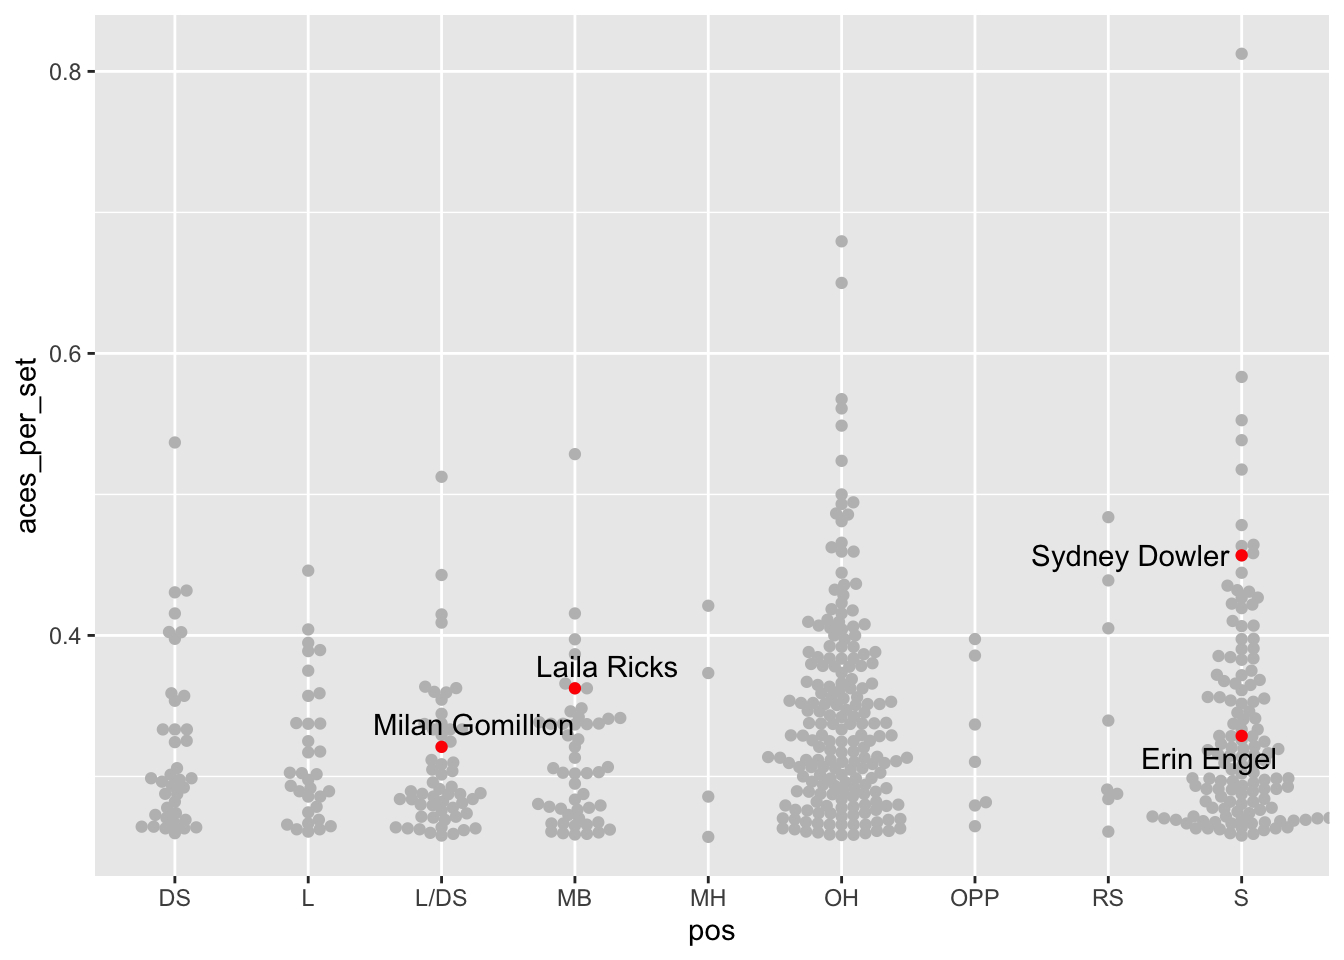 0.8
0.6
0.4
aces_per_set
Sydney Dowler
Laila Ricks
Milan Gomillion
Erin Engel
DS L L/DS MB MH OH OPP RS S
pos